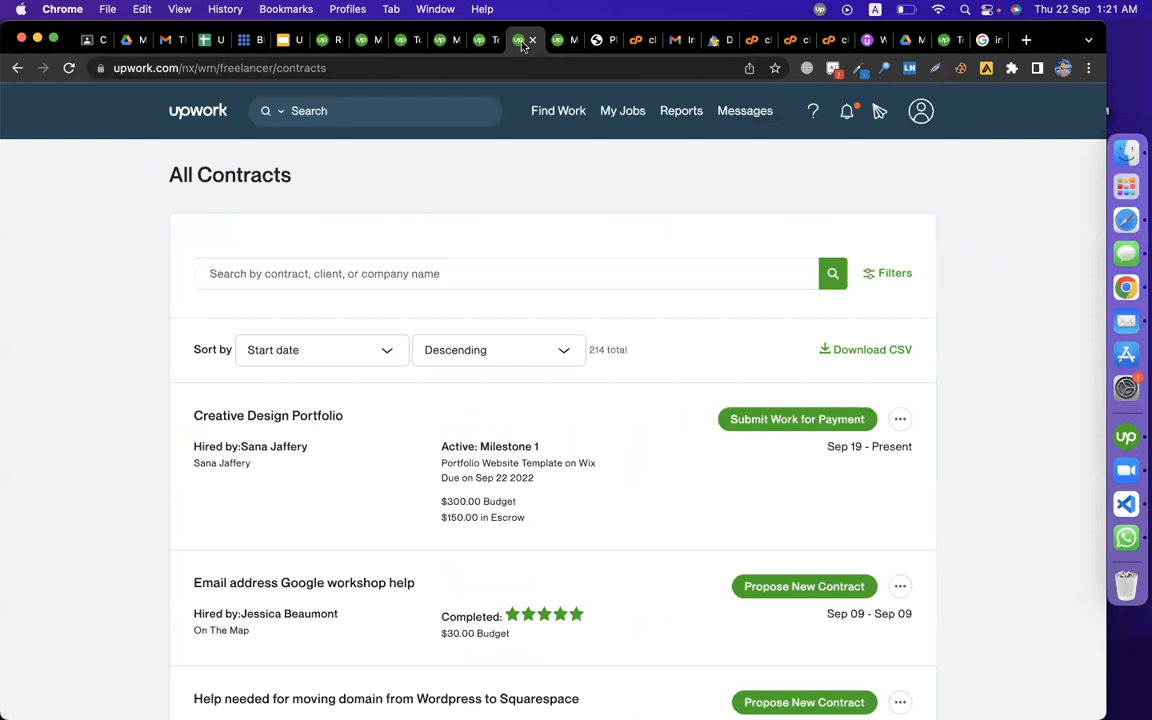 Chrome File Edit View History Bookmarks Profiles Tab Window Help A Thu 22 Sep 1:21 AM
upwork.com/nx/wm/freelancer/contracts
upwork Search Find Work My Jobs Reports Messages
All Contracts
Search by contract, client, or company name Filters
Sort by Start date Descending 214 total Download CSV
Creative Design Portfolio Submit Work for Payment
Hired by:Sana Jaffery Active: Milestone 1 Sep 19 - Present
Sana Jaffery Portfolio Website Template on Wix
Due on Sep 22 2022
$300.00 Budget
$150.00 in Escrow
Email address Google workshop help Propose New Contract
Hired by:Jessica Beaumont Completed: Sep 09 - Sep 09
On The Map $30.00 Budget
Help needed for moving domain from Wordpress to Squarespace Propose New Contract